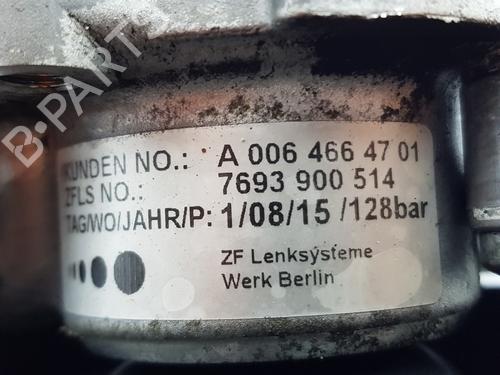 B-PARTS
KUNDEN NO.: A 006 466 47 01
ZFLS NO.: 7693 900 514
TAG/WO/JAHR/P: 1/08/15 /128bar
ZF Lenksysteme
Werk Berlin